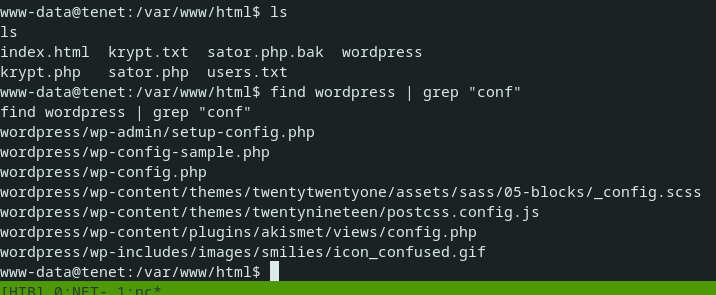 www-data@tenet:/var/www/html$ ls
ls
index.html  krypt.txt  sator.php.bak  wordpress
krypt.php   sator.php  users.txt
www-data@tenet:/var/www/html$ find wordpress | grep "conf"
find wordpress | grep "conf"
wordpress/wp-admin/setup-config.php
wordpress/wp-config-sample.php
wordpress/wp-config.php
wordpress/wp-content/themes/twentytwentyone/assets/sass/05-blocks/_config.scss
wordpress/wp-content/themes/twentynineteen/postcss.config.js
wordpress/wp-content/plugins/akismet/views/config.php
wordpress/wp-includes/images/smilies/icon_confused.gif
www-data@tenet:/var/www/html$
[HTB] 0:NET- 1:nc*